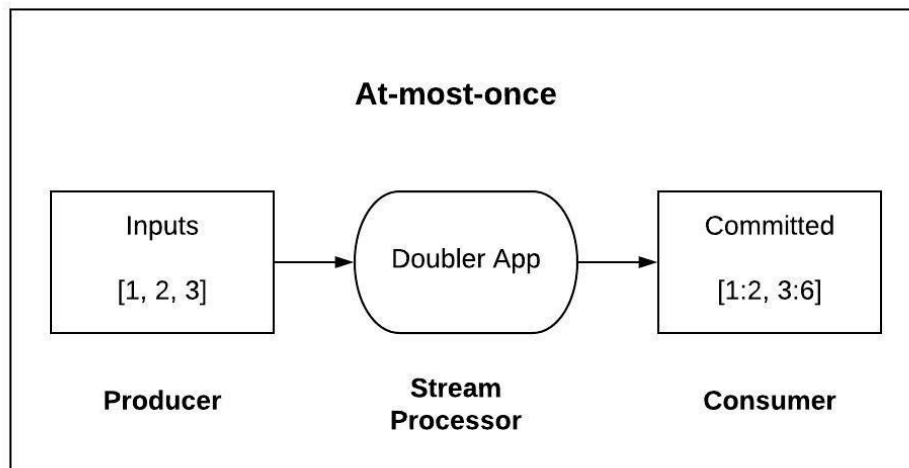 At-most-once
Inputs
[1, 2, 3]
Doubler App
Committed
[1:2, 3:6]
Producer
Stream
Processor
Consumer